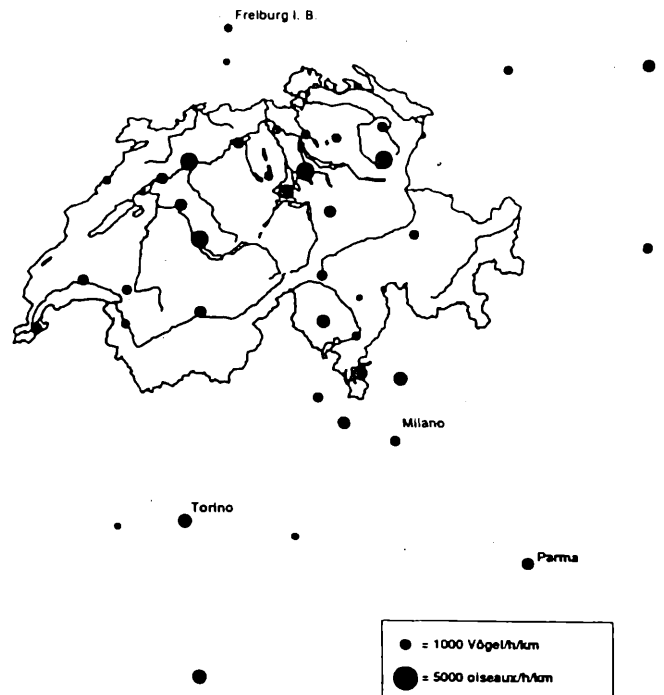 Freiburg i. B.
Milano
Torino
Parma
= 1000 Vögel/h/km
= 5000 oiseaux/h/km